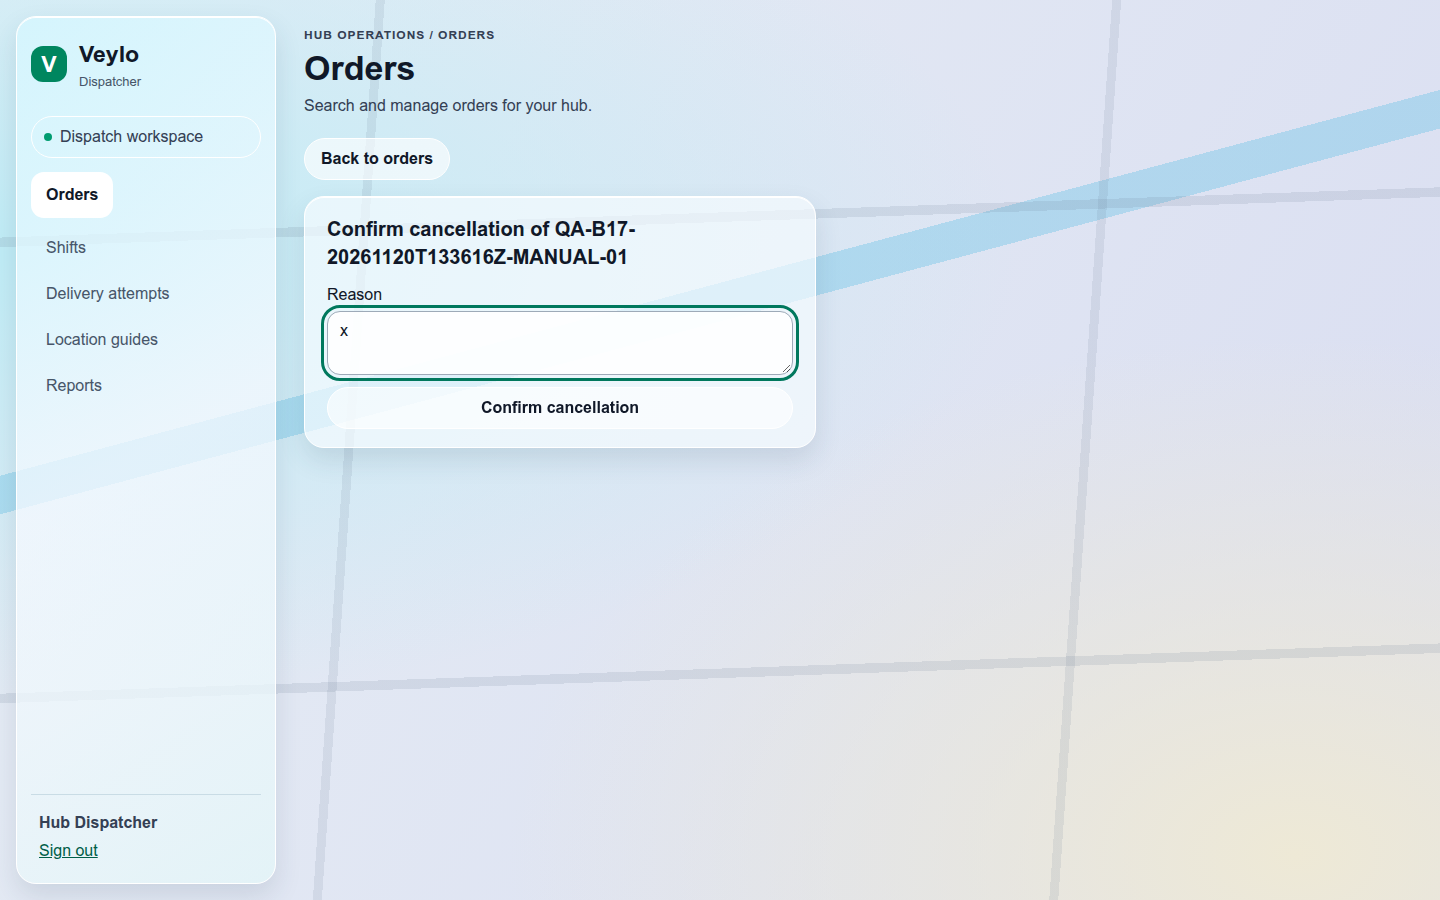 V
Veylo
Dispatcher
Dispatch workspace
Orders
Shifts
Delivery attempts
Location guides
Reports
Hub Dispatcher
Sign out
HUB OPERATIONS / ORDERS
Orders
Search and manage orders for your hub.
Back to orders
Confirm cancellation of QA-B17-
20261120T133616Z-MANUAL-01
Reason
x
Confirm cancellation